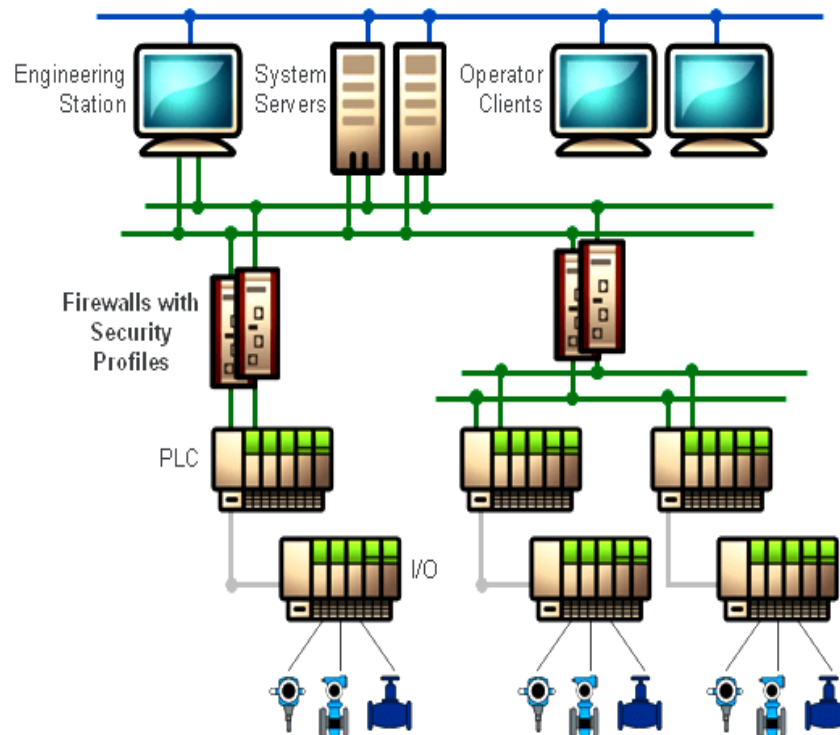 Engineering
Station
System
Servers
Operator
Clients
Firewalls with
Security
Profiles
PLC
I/O